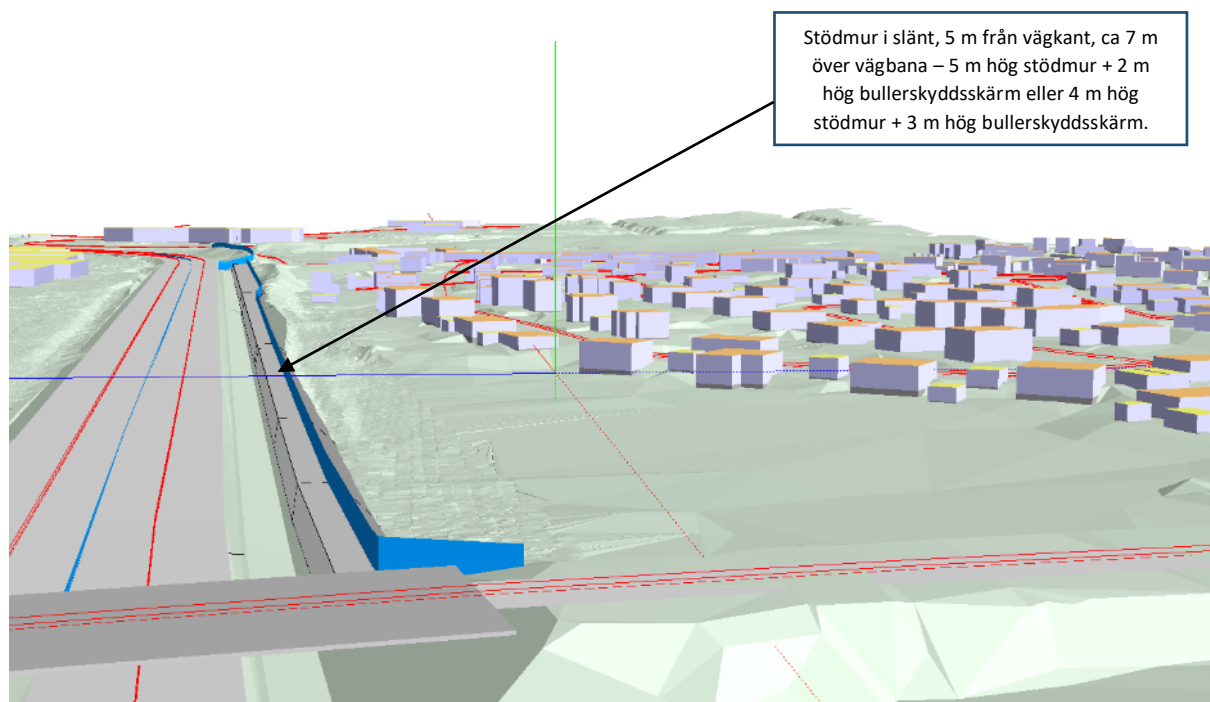 Stödmur i slänt, 5 m från vägkant, ca 7 m
över vägbana – 5 m hög stödmur + 2 m
hög bullerskyddsskärm eller 4 m hög
stödmur + 3 m hög bullerskyddsskärm.